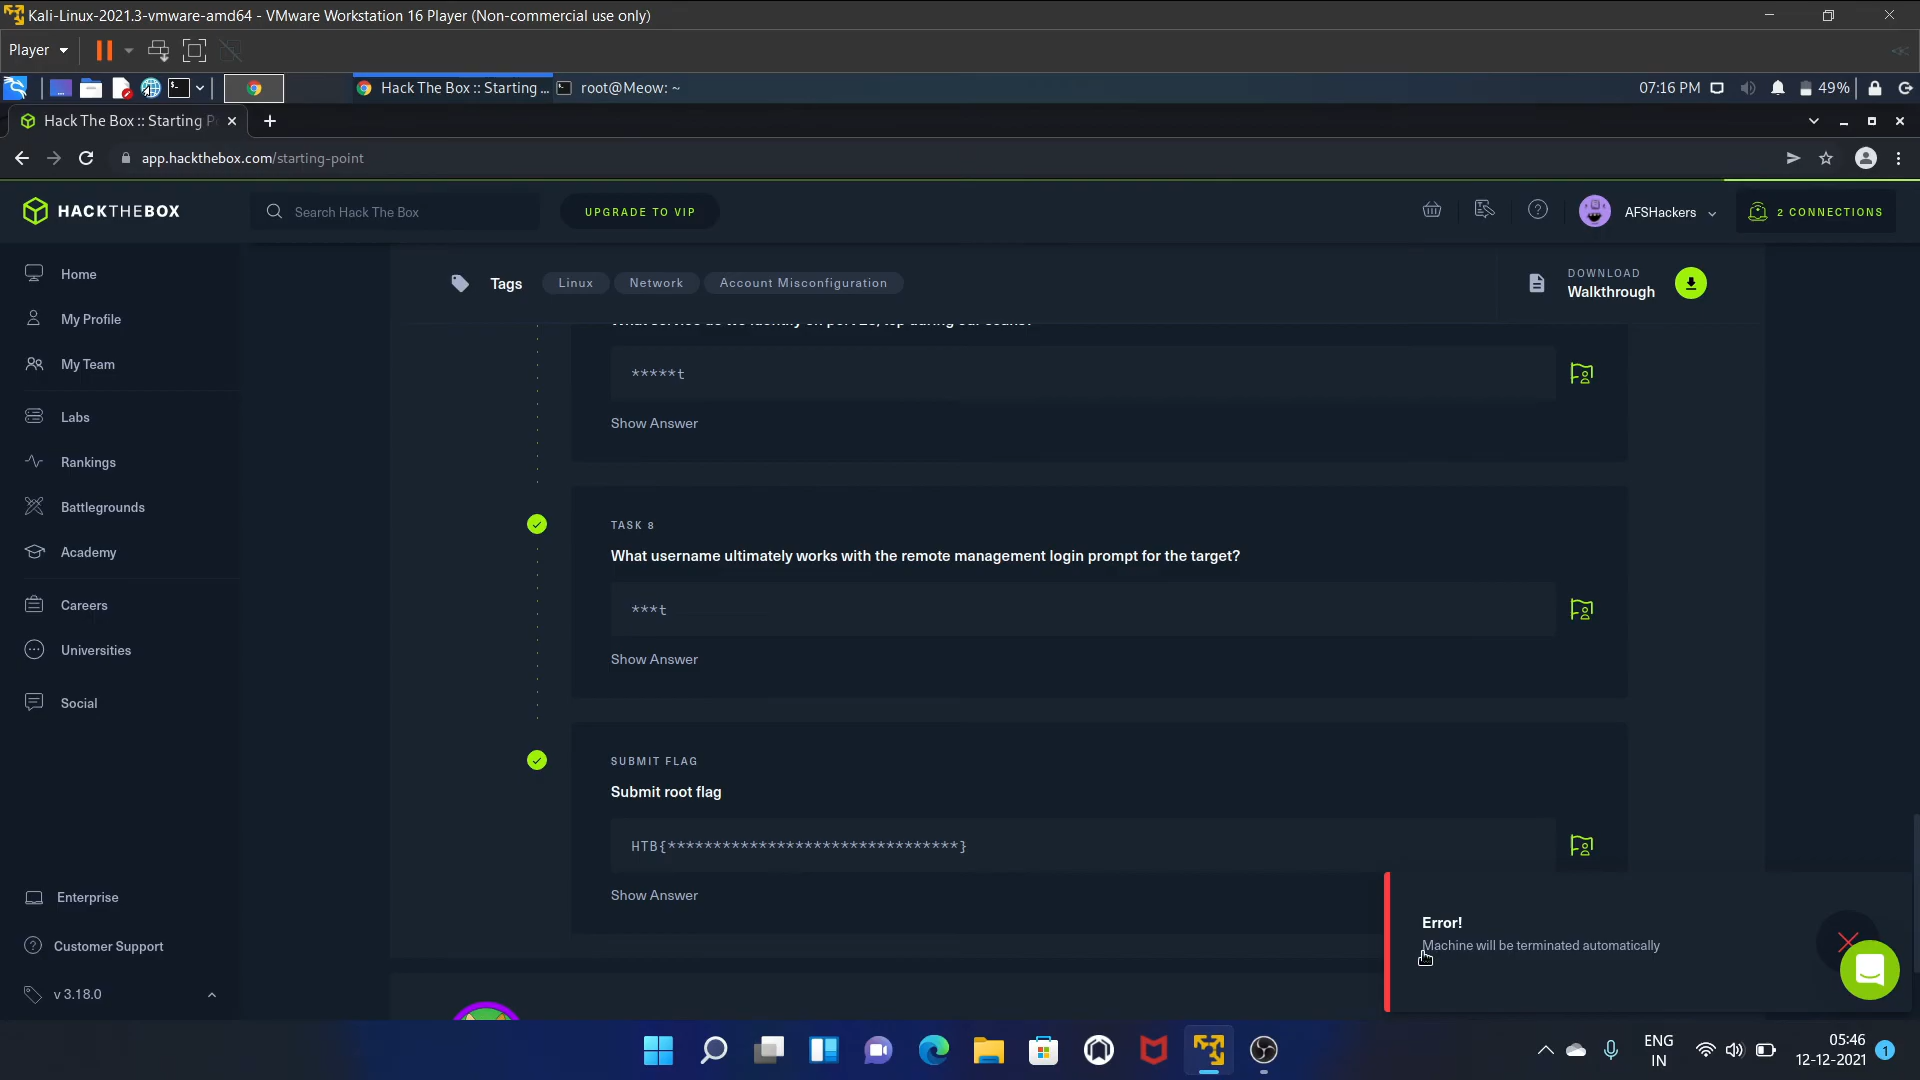 Kali-Linux-2021.3-vmware-amd64 - VMware Workstation 16 Player (Non-commercial use only)
Player
Hack The Box :: Starting ...
root@Meow: ~
07:16 PM
49%
Hack The Box :: Starting P
app.hackthebox.com/starting-point
HACKTHEBOX
Search Hack The Box
UPGRADE TO VIP
AFSHackers
2 CONNECTIONS
Home
My Profile
My Team
Labs
Rankings
Battlegrounds
Academy
Careers
Universities
Social
Enterprise
Customer Support
v 3.18.0
Tags
Linux
Network
Account Misconfiguration
DOWNLOAD
Walkthrough
*****t
Show Answer
TASK 8
What username ultimately works with the remote management login prompt for the target?
***t
Show Answer
SUBMIT FLAG
Submit root flag
HTB{********************************}
Show Answer
Error!
Machine will be terminated automatically
ENG
IN
05:46
12-12-2021
1